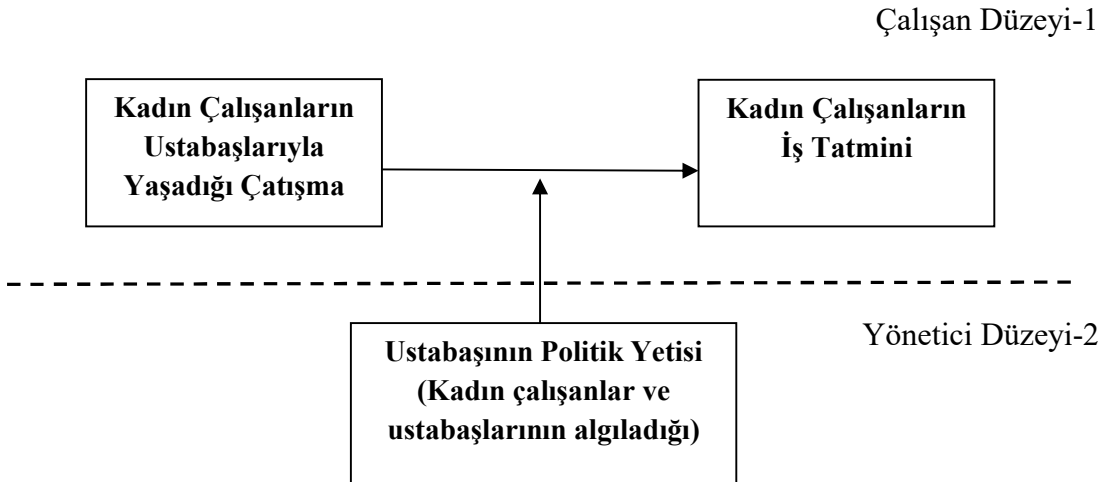 Çalışan Düzeyi-1
Kadın Çalışanların
Ustabaşlarıyla
Yaşadığı Çatışma
Kadın Çalışanların
İş Tatmini
Yönetici Düzeyi-2
Ustabaşının Politik Yetisi
(Kadın çalışanlar ve
ustabaşlarının algıladığı)